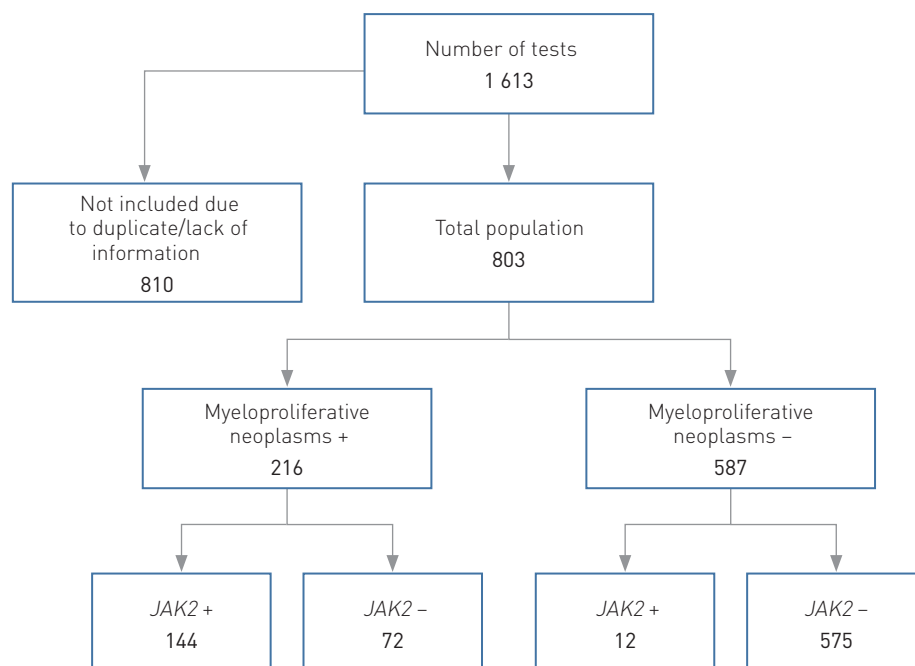 Number of tests
1 613
Not included due
to duplicate/lack of
information
810
Total population
803
Myeloproliferative
neoplasms +
216
Myeloproliferative
neoplasms –
587
JAK2 +
144
JAK2 –
72
JAK2 +
12
JAK2 –
575